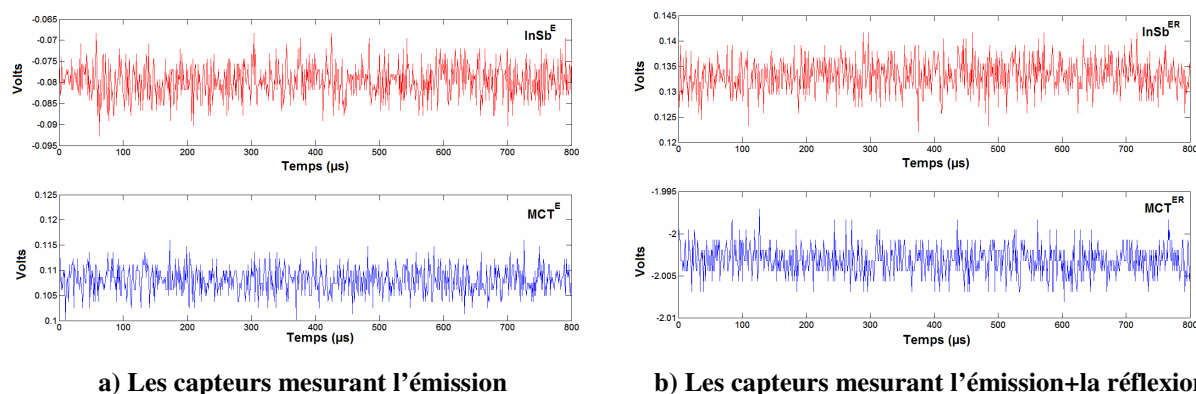 -0.065
InSb^E
-0.07
-0.075
-0.08
-0.085
-0.09
-0.095
Volts
0 100 200 300 400 500 600 700 800
Temps (µs)
0.125
MCT^E
0.12
0.115
0.11
0.105
0.1
Volts
0 100 200 300 400 500 600 700 800
Temps (µs)
a) Les capteurs mesurant l'émission
0.145
InSb^ER
0.14
0.135
0.13
0.125
0.12
Volts
0 100 200 300 400 500 600 700 800
Temps (µs)
-1.995
MCT^ER
-2
-2.005
-2.01
Volts
0 100 200 300 400 500 600 700 800
Temps (µs)
b) Les capteurs mesurant l'émission+la réflexion